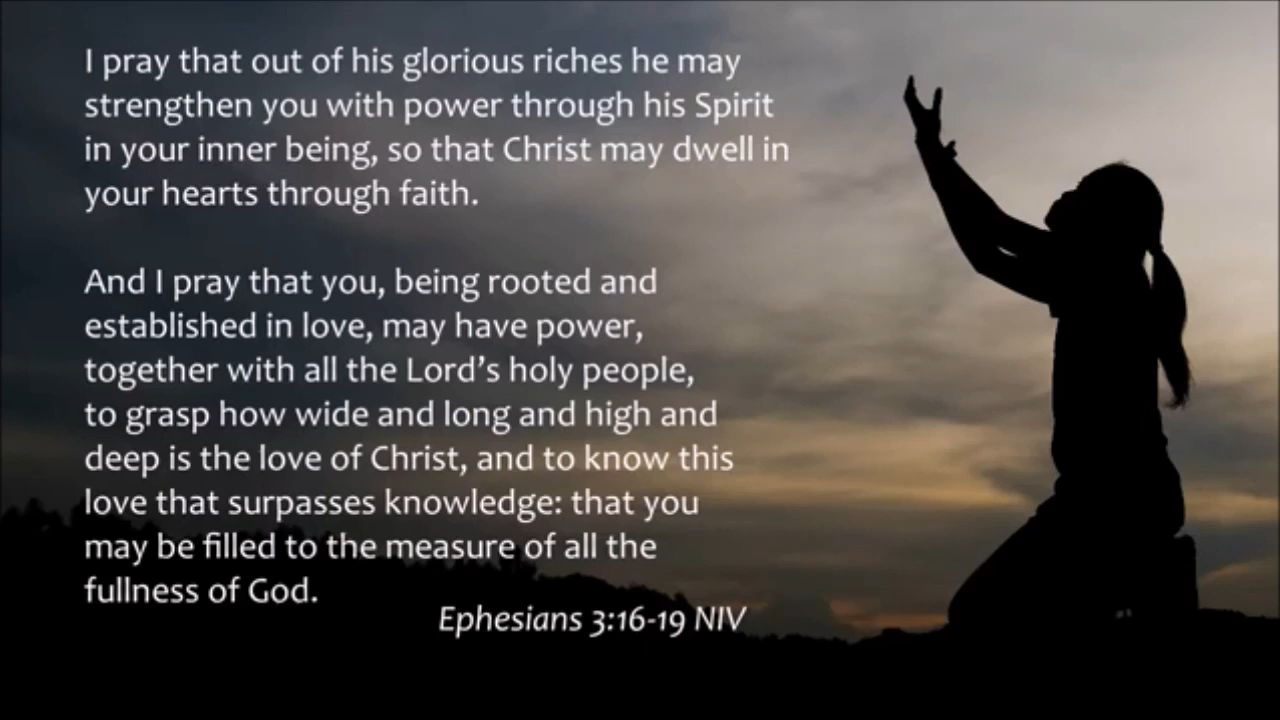 I pray that out of his glorious riches he may
strengthen you with power through his Spirit
in your inner being, so that Christ may dwell in
your hearts through faith.
And I pray that you, being rooted and
established in love, may have power,
together with all the Lord’s holy people,
to grasp how wide and long and high and
deep is the love of Christ, and to know this
love that surpasses knowledge: that you
may be filled to the measure of all the
fullness of God.
Ephesians 3:16-19 NIV